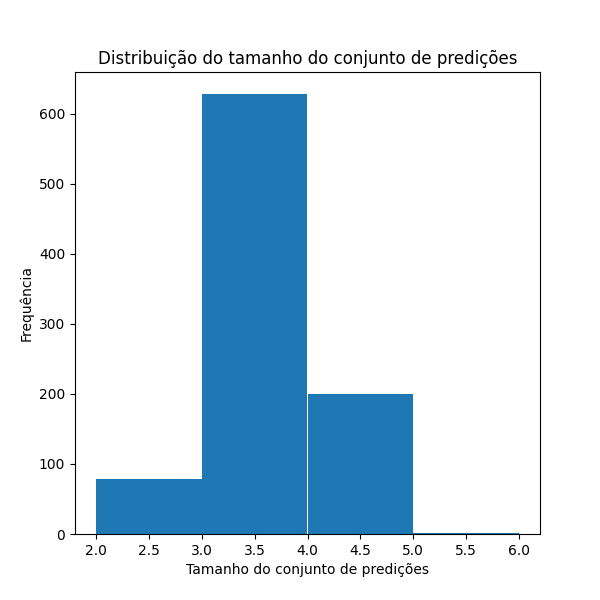 Distribuição do tamanho do conjunto de predições
600
500
400
300
200
100
0
Frequência
2.0 2.5 3.0 3.5 4.0 4.5 5.0 5.5 6.0
Tamanho do conjunto de predições